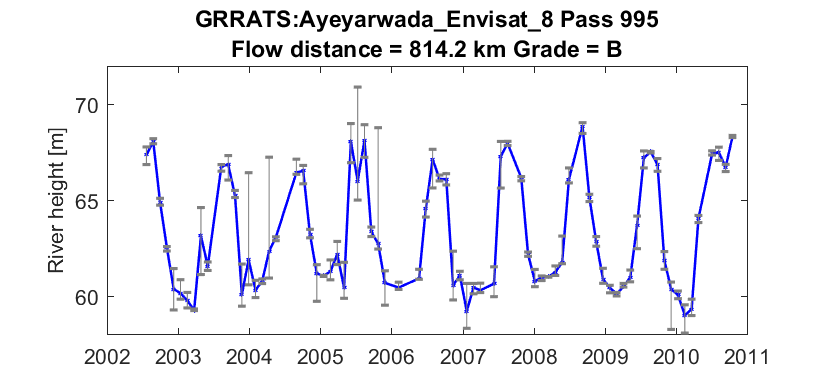 GRRATS:Ayeyarwada_Envisat_8 Pass 995
Flow distance = 814.2 km Grade = B
River height [m]
70
65
60
2002 2003 2004 2005 2006 2007 2008 2009 2010 2011